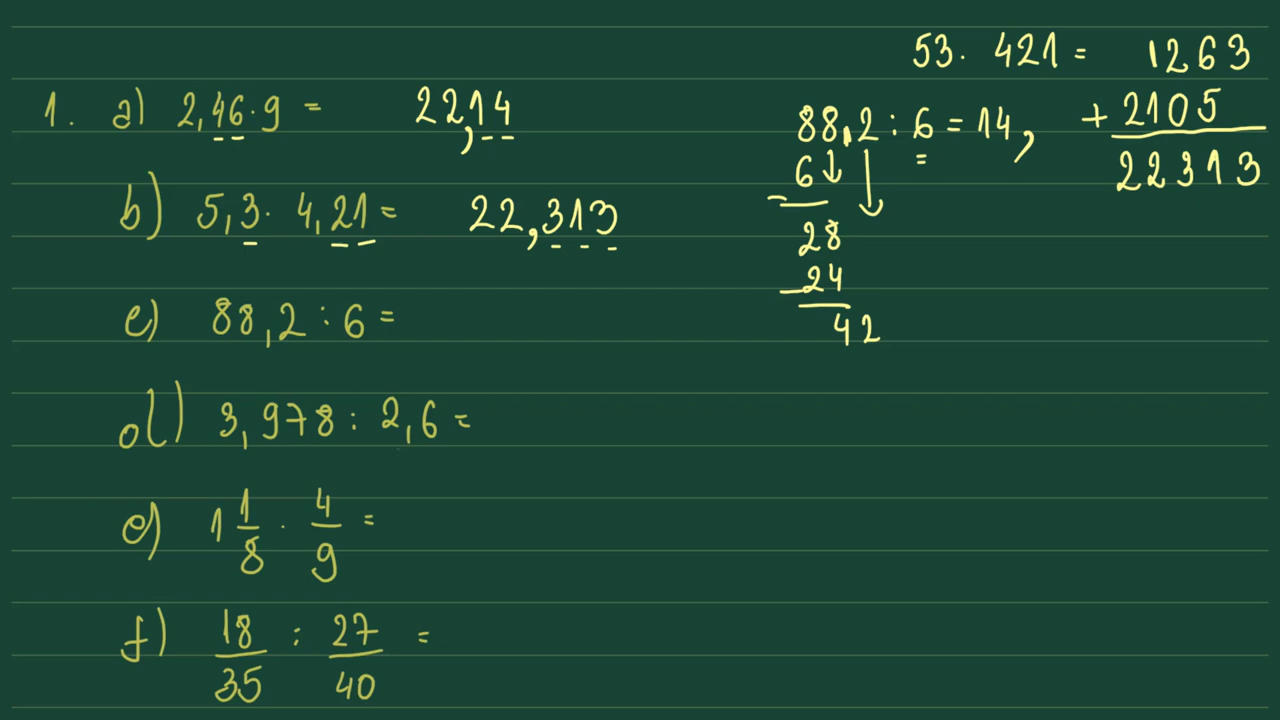 1. a) 2,46 · 9 = 22,14
b) 5,3 · 4,21 = 22,313
c) 88,2 : 6 =
d) 3,978 : 2,6 =
e) 1 1/8 · 4/9 =
f) 18/35 : 27/40 =
53 · 421 = 1263
+ 2105
22313
88,2 : 6 = 14,
6
28
- 24
42